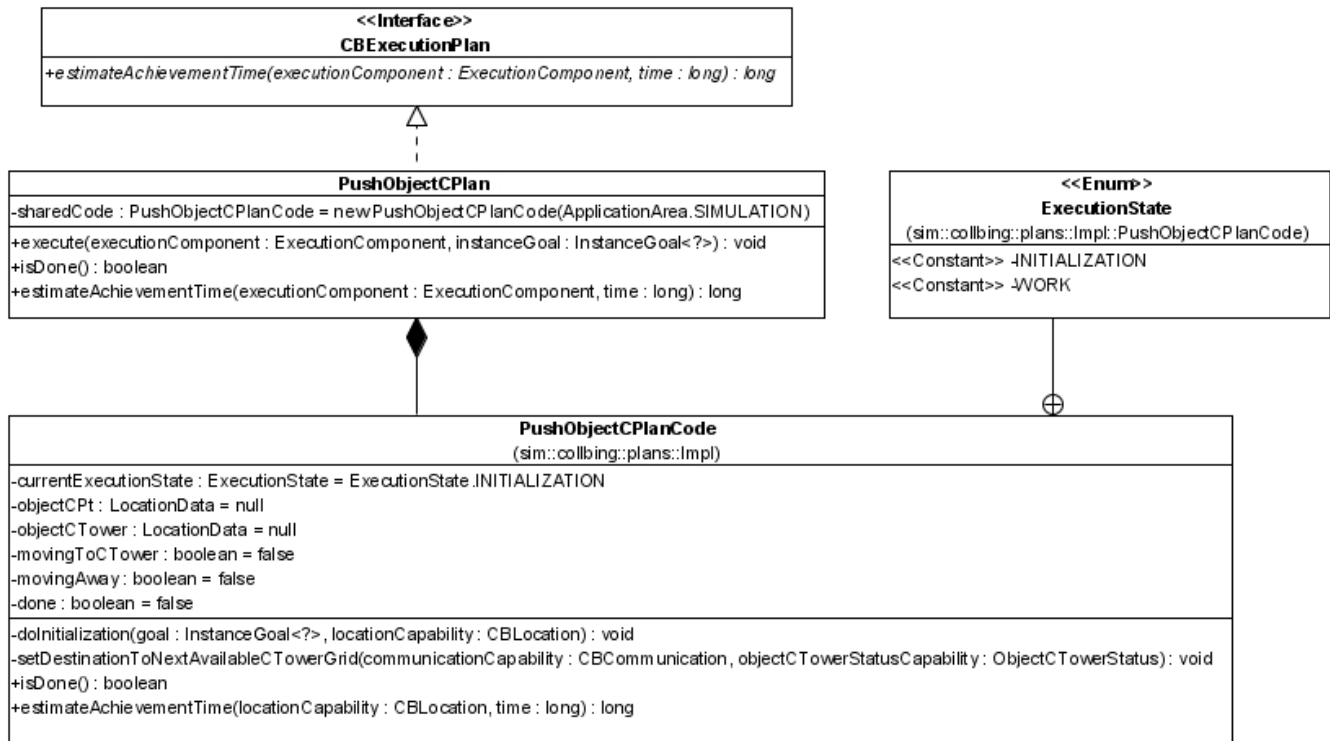 <<Interface>>
CBExecutionPlan
+estimateAchievementTime(executionComponent : ExecutionComponent, time : long) : long
PushObjectCPlan
-sharedCode : PushObjectCPlanCode = newPushObjectCPlanCode(ApplicationArea.SIMULATION)
+execute(executionComponent : ExecutionComponent, instanceGoal : InstanceGoal<?>) : void
+isDone() : boolean
+estimateAchievementTime(executionComponent : ExecutionComponent, time : long) : long
<<Enum>>
ExecutionState
(sim::collbing::plans::Impl::PushObjectCPlanCode)
<<Constant>> -INITIALIZATION
<<Constant>> -WORK
PushObjectCPlanCode
(sim::collbing::plans::Impl)
-currentExecutionState : ExecutionState = ExecutionState.INITIALIZATION
-objectCPt : LocationData = null
-objectCTower : LocationData = null
-movingToCTower : boolean = false
-movingAway : boolean = false
-done : boolean = false
-doInitialization(goal : InstanceGoal<?>, locationCapability : CBLocation) : void
-setDestinationToNextAvailableCTowerGrid(communicationCapability : CBCommunication, objectCTowerStatusCapability : ObjectCTowerStatus) : void
+isDone() : boolean
+estimateAchievementTime(locationCapability : CBLocation, time : long) : long